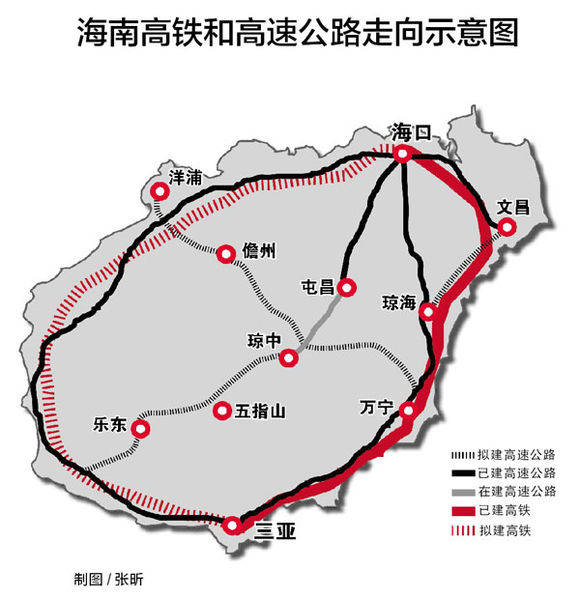 海南高铁和高速公路走向示意图
海口
洋浦
文昌
儋州
屯昌
琼海
琼中
万宁
五指山
乐东
三亚
拟建高速公路
已建高速公路
在建高速公路
已建高铁
拟建高铁
制图/张昕